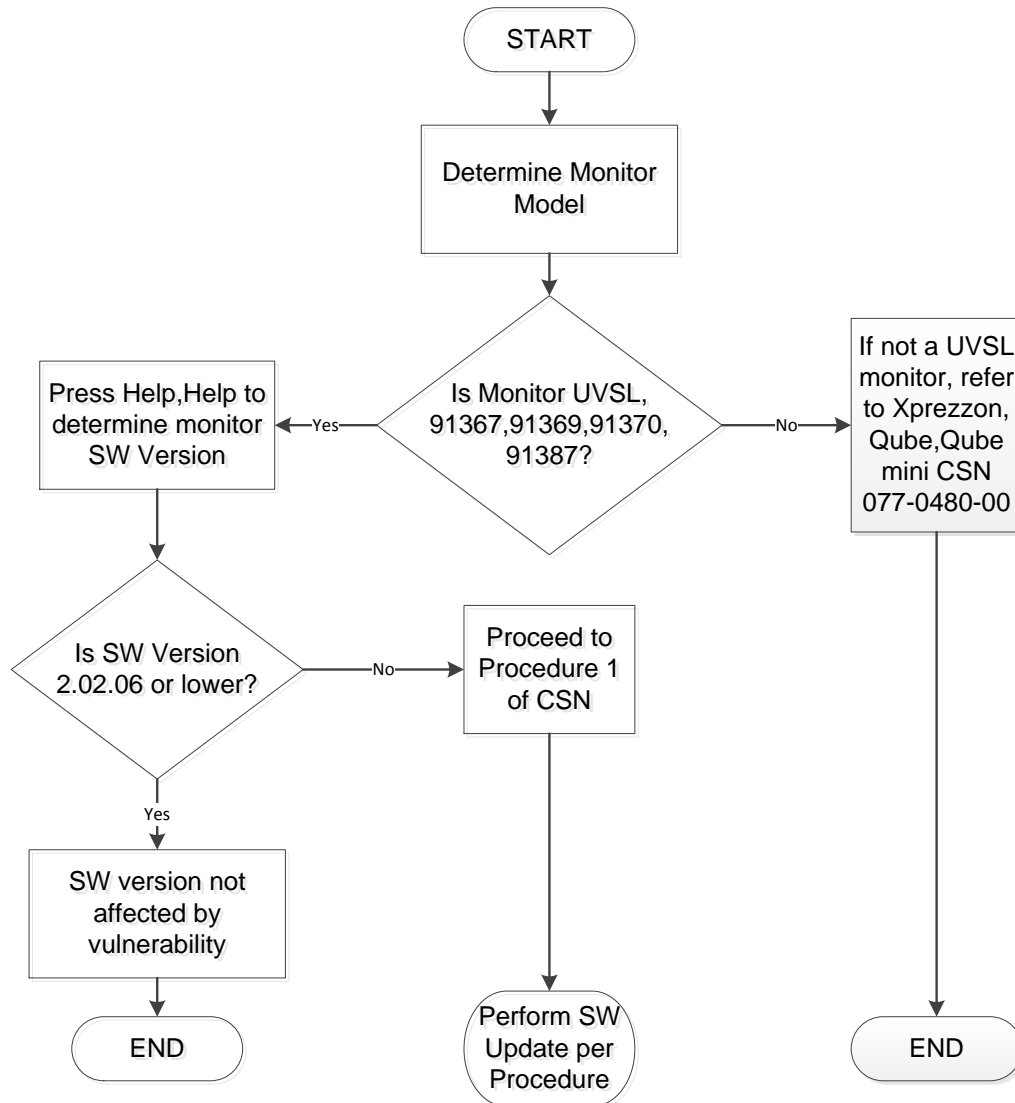 START
Determine Monitor
Model
Is Monitor UVSL,
91367,91369,91370,
91387?
Yes
No
Press Help,Help to
determine monitor
SW Version
If not a UVSL
monitor, refer
to Xprezzon,
Qube,Qube
mini CSN
077-0480-00
Is SW Version
2.02.06 or lower?
No
Proceed to
Procedure 1
of CSN
Yes
SW version not
affected by
vulnerability
END
Perform SW
Update per
Procedure
END